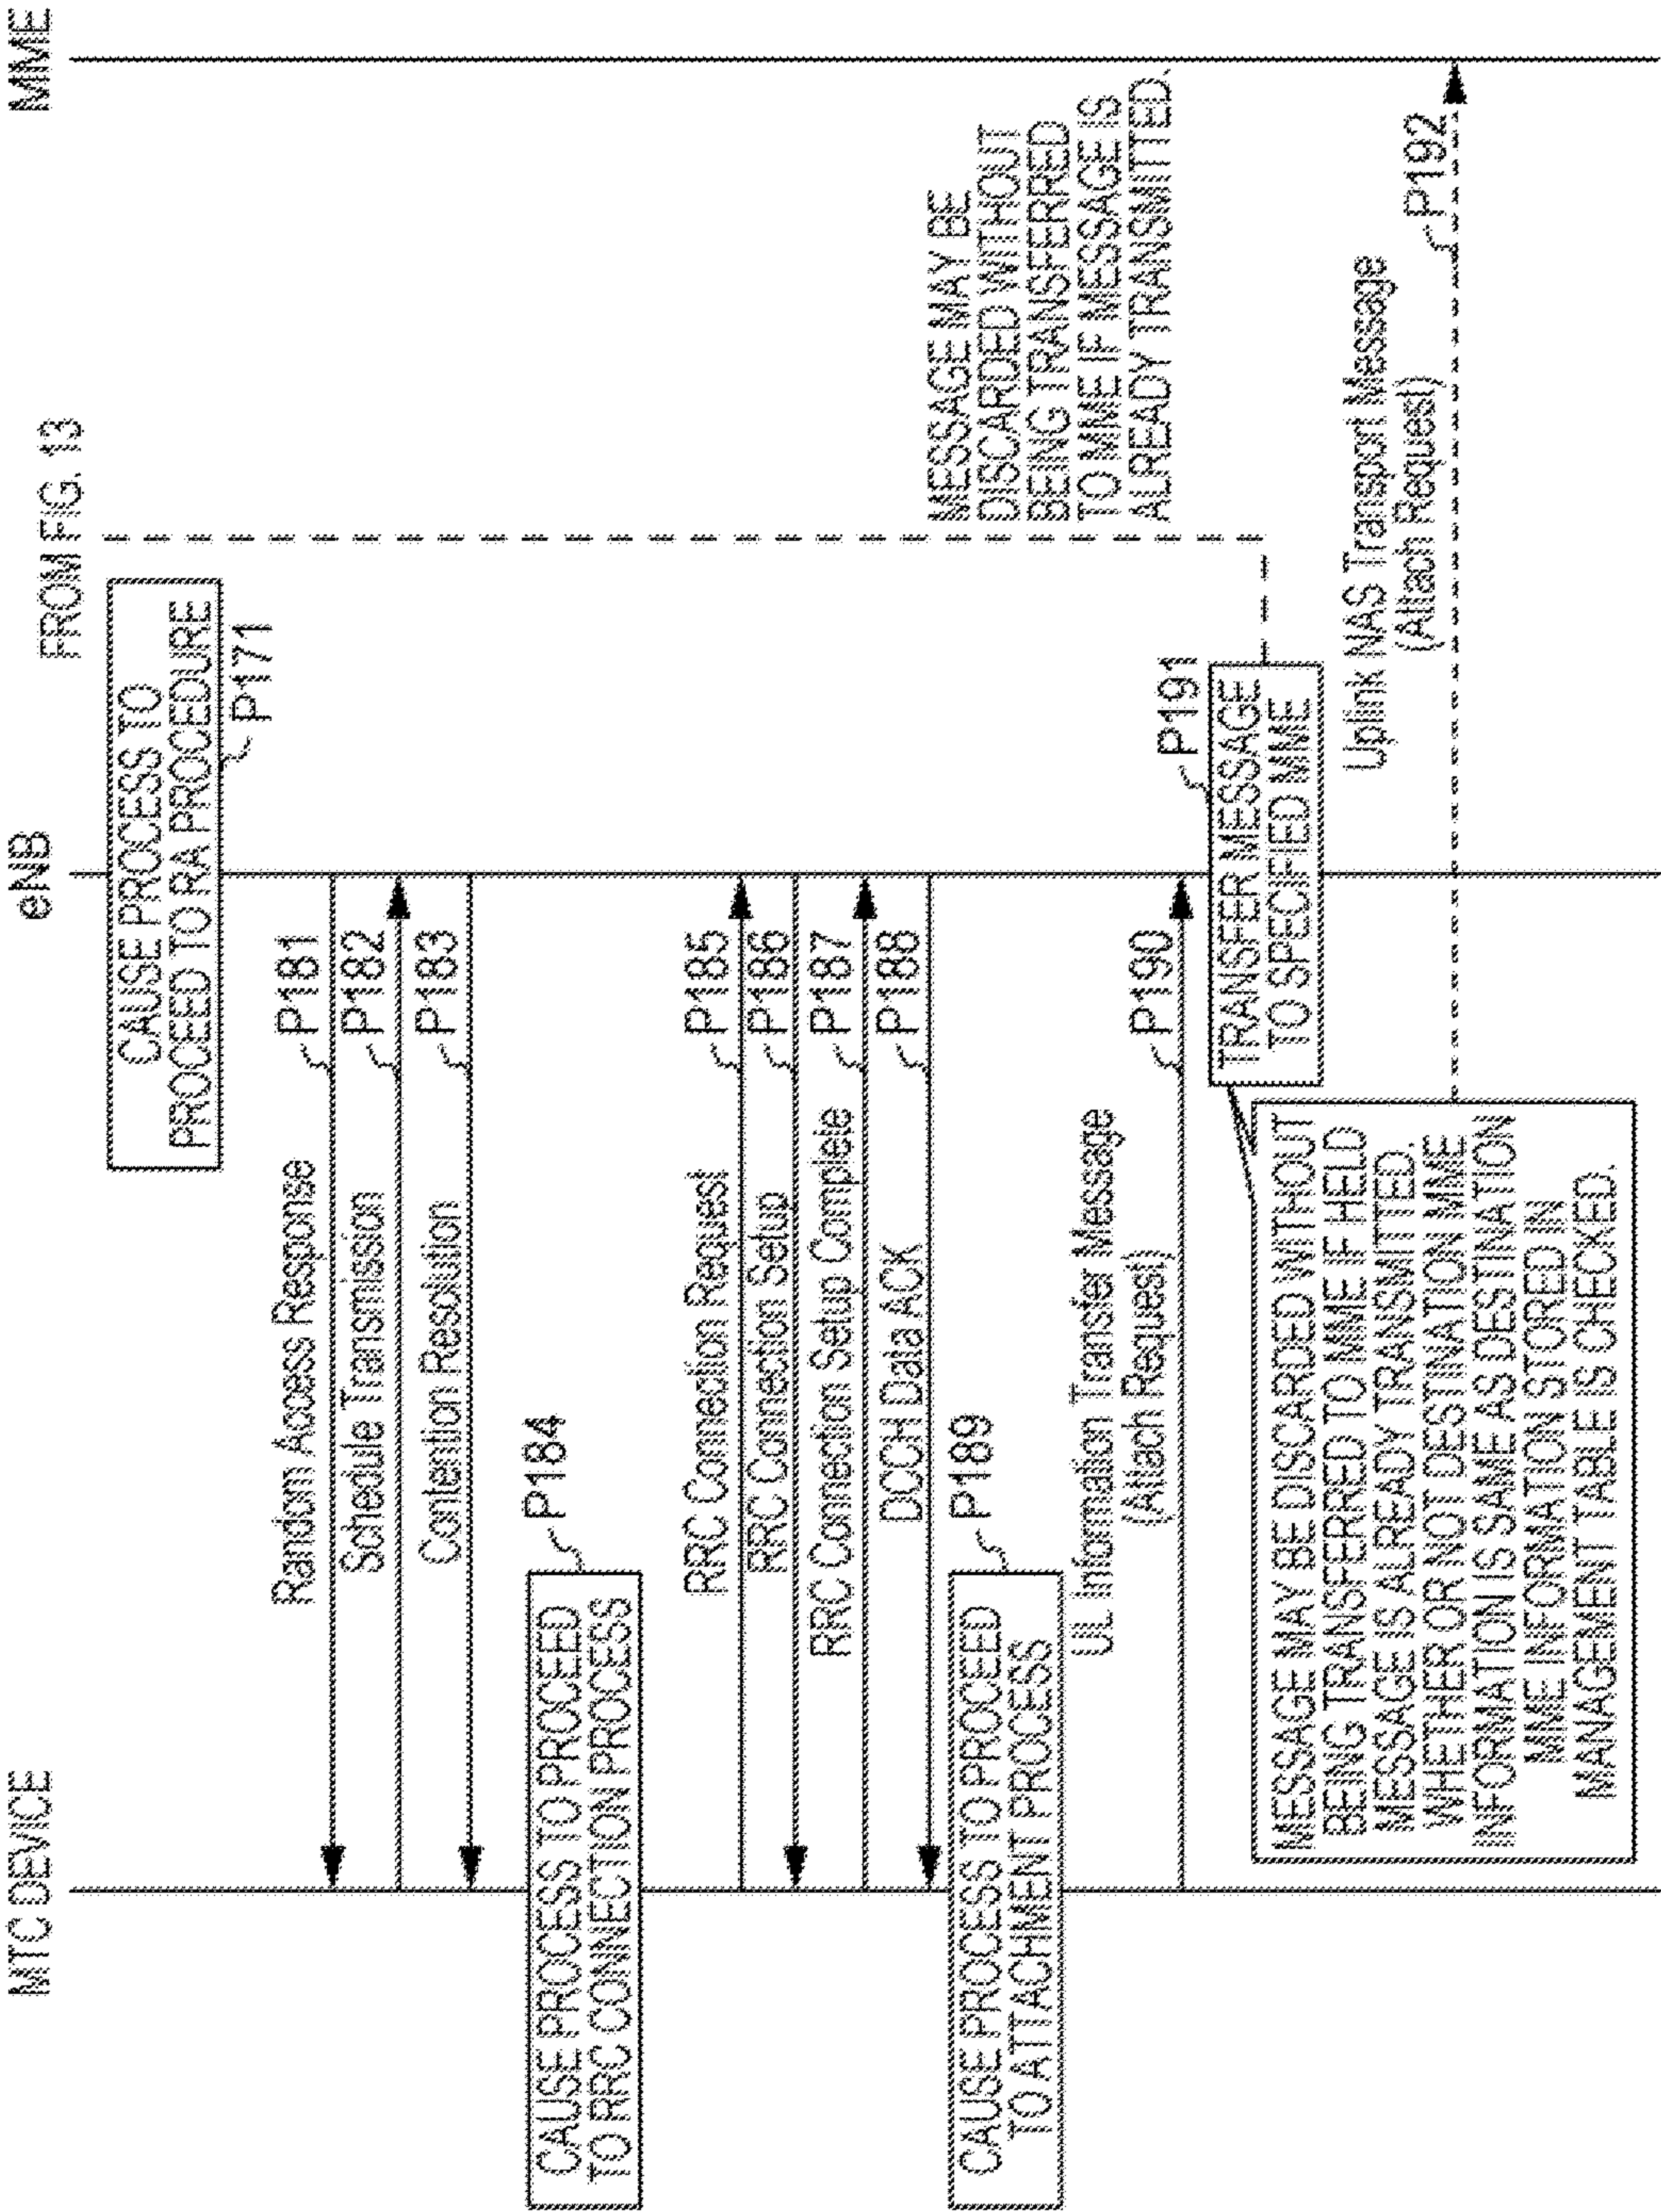 MTC DEVICE
eNB
MME
FROM FIG. 13
CAUSE PROCESS TO
PROCEED TO RA PROCEDURE
P171
Random Access Response
P181
Schedule Transmission
P182
Contention Resolution
P183
CAUSE PROCESS TO PROCEED
TO RRC CONNECTION PROCESS
P184
RRC Connection Request
P185
RRC Connection Setup
P186
RRC Connection Setup Complete
P187
DCCH Data ACK
P188
CAUSE PROCESS TO PROCEED
TO ATTACHMENT PROCESS
P189
MESSAGE MAY BE
DISCARDED WITHOUT
BEING TRANSFERRED
TO MME IF MESSAGE IS
ALREADY TRANSMITTED.
UL Information Transfer Message
(Attach Request)
P190
P191
TRANSFER MESSAGE
TO SPECIFIED MME
MESSAGE MAY BE DISCARDED WITHOUT
BEING TRANSFERRED TO MME IF HELD
MESSAGE IS ALREADY TRANSMITTED.
WHETHER OR NOT DESTINATION MME
INFORMATION IS SAME AS DESTINATION
MME INFORMATION STORED IN
MANAGEMENT TABLE IS CHECKED.
Uplink NAS Transport Message
(Attach Request)
P192